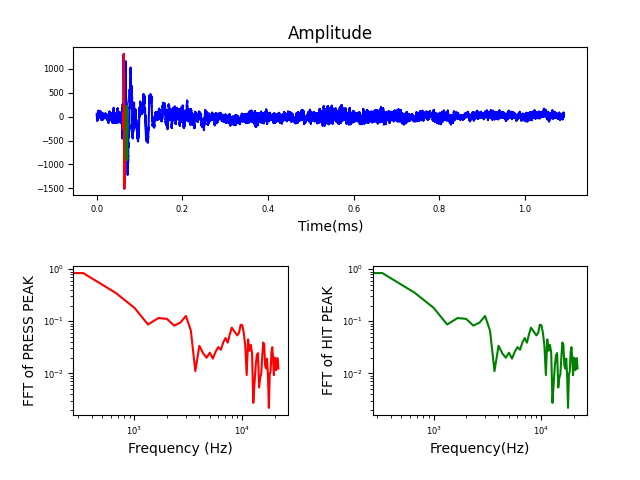 Amplitude
1000
500
0
−500
−1000
−1500
0.0 0.2 0.4 0.6 0.8 1.0
Time(ms)
FFT of PRESS PEAK
10⁰
10⁻¹
10⁻²
10³ 10⁴
Frequency (Hz)
FFT of HIT PEAK
10⁰
10⁻¹
10⁻²
10³ 10⁴
Frequency(Hz)